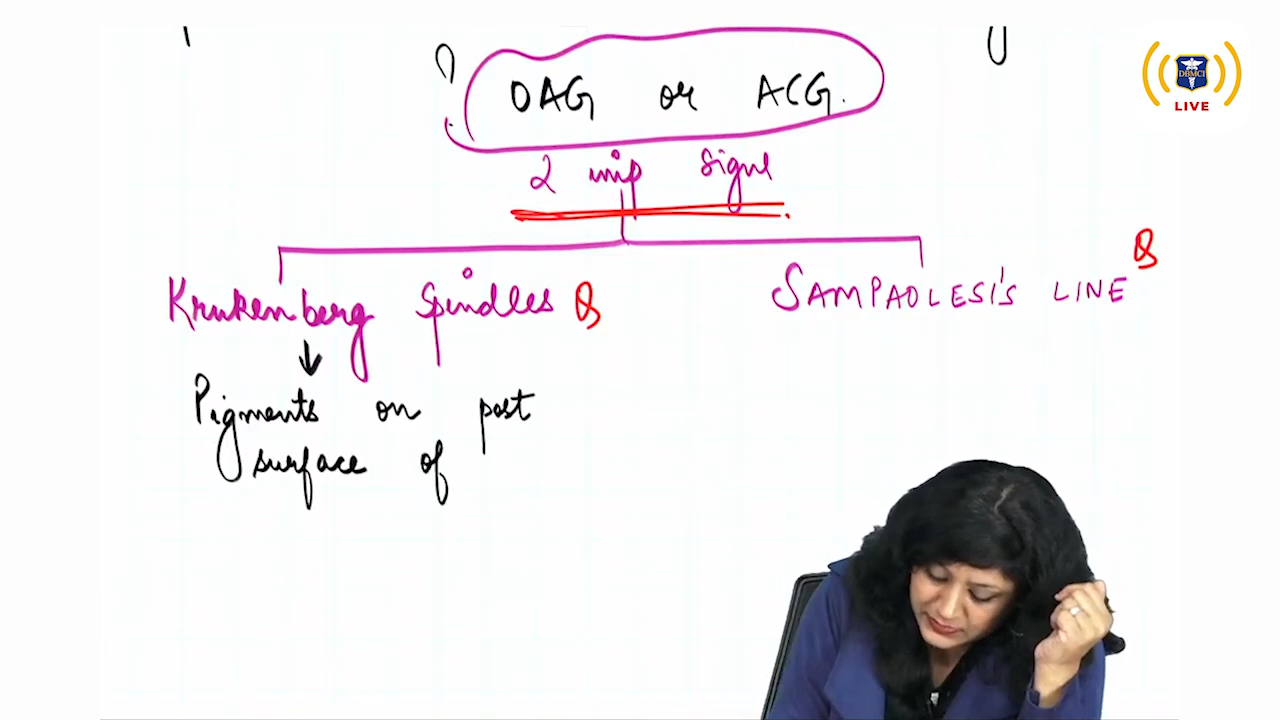 OAG or ACG.
2 imp signs
Krukenberg Spindles Q
SAMPAOLESI'S LINE Q
Pigments on post
surface of
DBMCI
LIVE